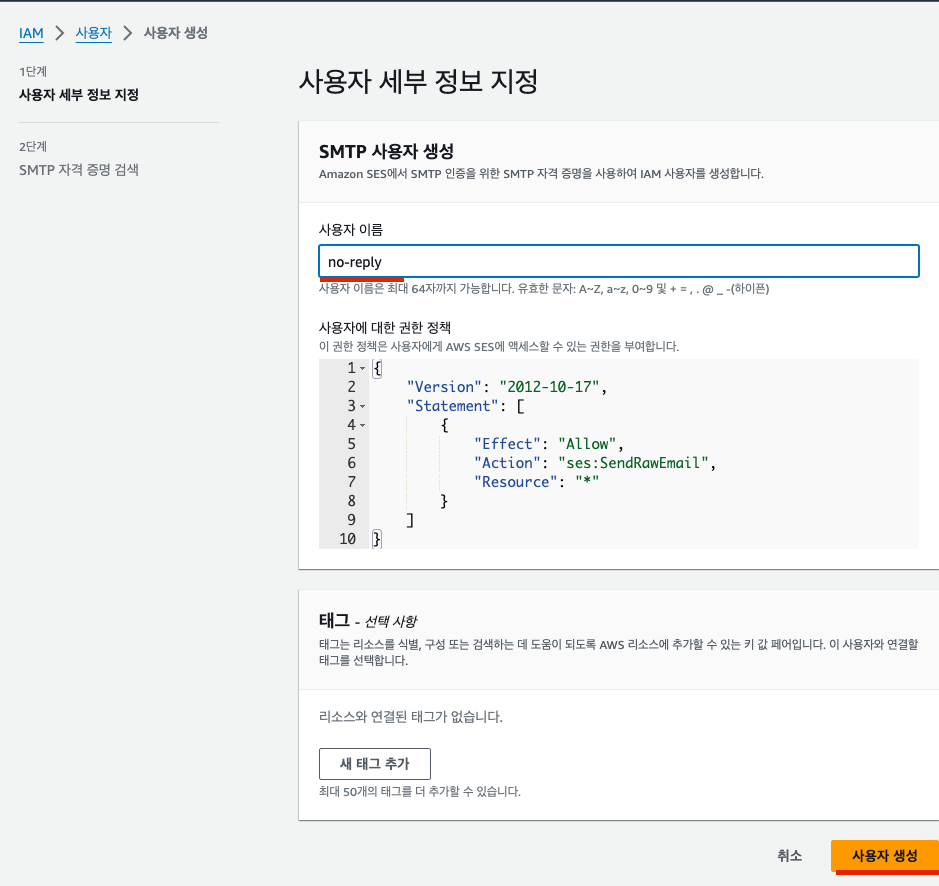 IAM > 사용자 > 사용자 생성
1단계
사용자 세부 정보 지정
2단계
SMTP 자격 증명 검색
사용자 세부 정보 지정
SMTP 사용자 생성
Amazon SES에서 SMTP 인증을 위한 SMTP 자격 증명을 사용하여 IAM 사용자를 생성합니다.
사용자 이름
no-reply
사용자 이름은 최대 64자까지 가능합니다. 유효한 문자: A~Z, a~z, 0~9 및 + = , . @ _ -(하이픈)
사용자에 대한 권한 정책
이 권한 정책은 사용자에게 AWS SES에 액세스할 수 있는 권한을 부여합니다.
1 {
2 "Version": "2012-10-17",
3 "Statement": [
4 {
5 "Effect": "Allow",
6 "Action": "ses:SendRawEmail",
7 "Resource": "*"
8 }
9 ]
10 }
태그 - 선택 사항
태그는 리소스를 식별, 구성 또는 검색하는 데 도움이 되도록 AWS 리소스에 추가할 수 있는 키 값 페어입니다. 이 사용자와 연결할
태그를 선택합니다.
리소스와 연결된 태그가 없습니다.
새 태그 추가
최대 50개의 태그를 더 추가할 수 있습니다.
취소 사용자 생성